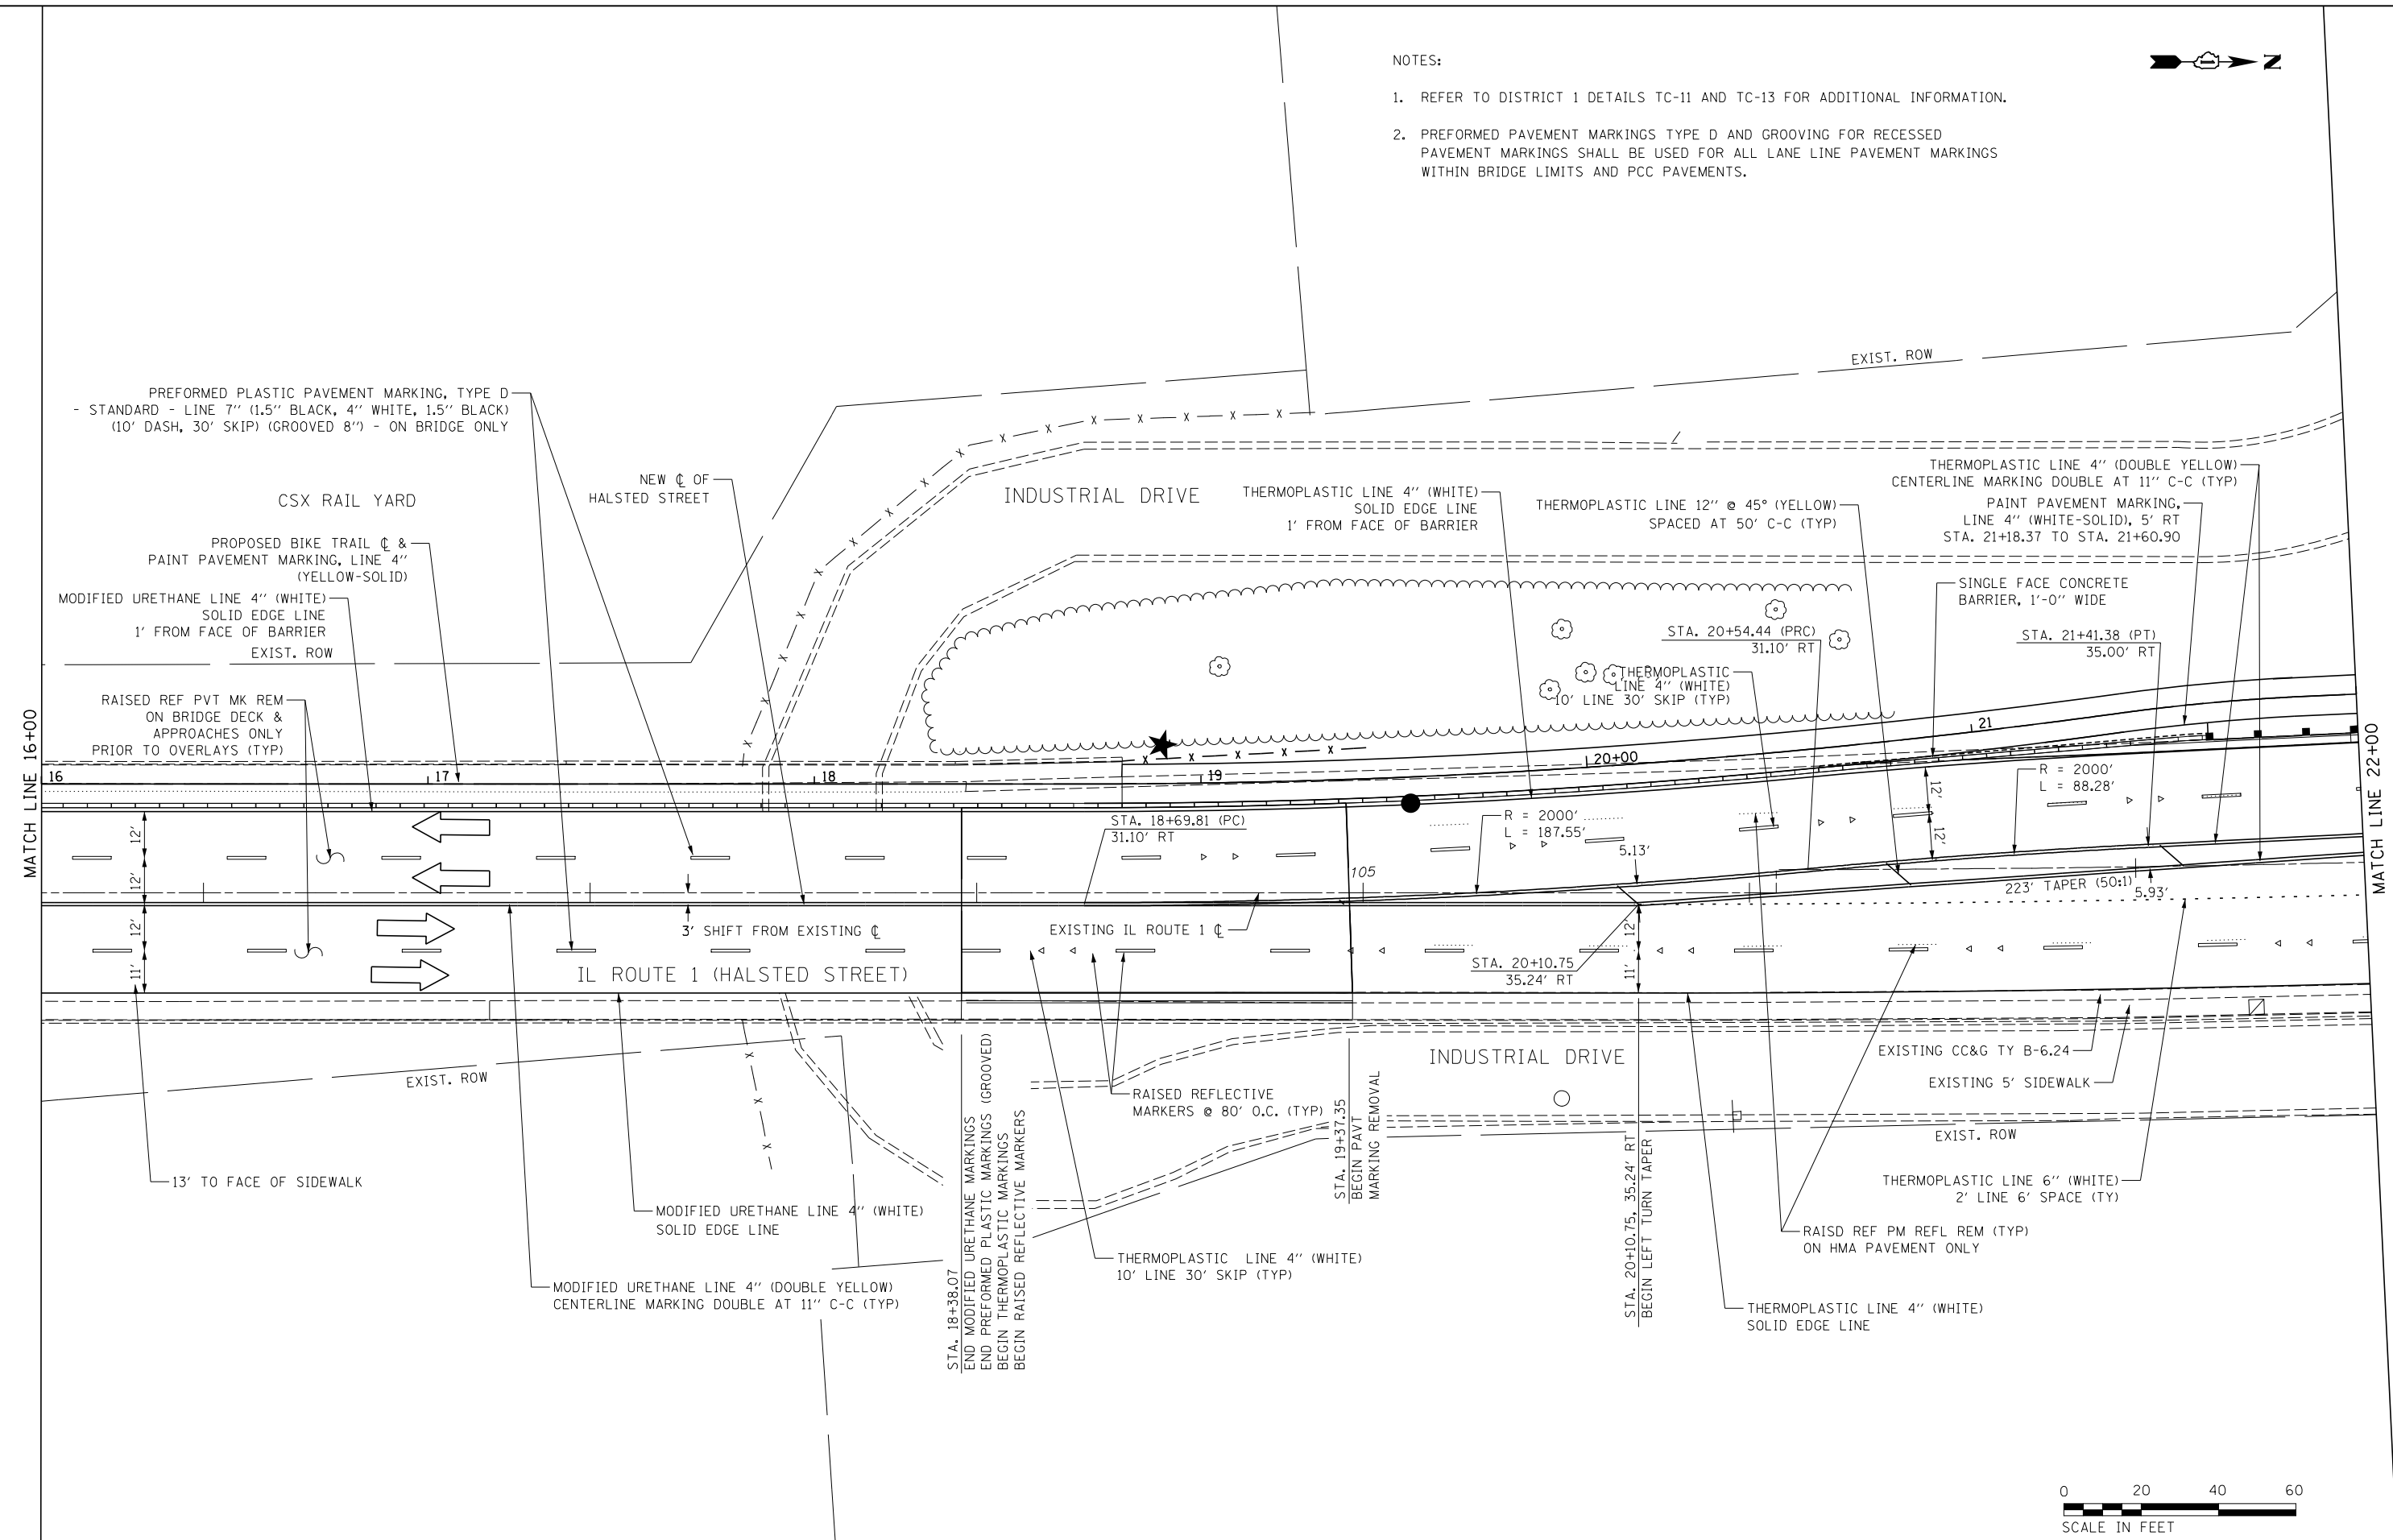 NOTES:
1. REFER TO DISTRICT 1 DETAILS TC-11 AND TC-13 FOR ADDITIONAL INFORMATION.
2. PREFORMED PAVEMENT MARKINGS TYPE D AND GROOVING FOR RECESSED
PAVEMENT MARKINGS SHALL BE USED FOR ALL LANE LINE PAVEMENT MARKINGS
WITHIN BRIDGE LIMITS AND PCC PAVEMENTS.
N
EXIST. ROW
PREFORMED PLASTIC PAVEMENT MARKING, TYPE D
- STANDARD - LINE 7'' (1.5'' BLACK, 4'' WHITE, 1.5'' BLACK)
(10' DASH, 30' SKIP) (GROOVED 8'') - ON BRIDGE ONLY
NEW ℄ OF
HALSTED STREET
CSX RAIL YARD
INDUSTRIAL DRIVE
THERMOPLASTIC LINE 4'' (WHITE)
SOLID EDGE LINE
1' FROM FACE OF BARRIER
THERMOPLASTIC LINE 12'' @ 45° (YELLOW)
SPACED AT 50' C-C (TYP)
THERMOPLASTIC LINE 4'' (DOUBLE YELLOW)
CENTERLINE MARKING DOUBLE AT 11'' C-C (TYP)
PAINT PAVEMENT MARKING,
LINE 4'' (WHITE-SOLID), 5' RT
STA. 21+18.37 TO STA. 21+60.90
PROPOSED BIKE TRAIL ℄ &
PAINT PAVEMENT MARKING, LINE 4''
(YELLOW-SOLID)
MODIFIED URETHANE LINE 4'' (WHITE)
SOLID EDGE LINE
1' FROM FACE OF BARRIER
EXIST. ROW
SINGLE FACE CONCRETE
BARRIER, 1'-0'' WIDE
STA. 20+54.44 (PRC)
31.10' RT
STA. 21+41.38 (PT)
35.00' RT
THERMOPLASTIC
LINE 4'' (WHITE)
10' LINE 30' SKIP (TYP)
RAISED REF PVT MK REM
ON BRIDGE DECK &
APPROACHES ONLY
PRIOR TO OVERLAYS (TYP)
MATCH LINE 16+00
MATCH LINE 22+00
16
17
18
19
20+00
21
R = 2000'
L = 88.28'
12'
12'
12'
12'
STA. 18+69.81 (PC)
31.10' RT
R = 2000'
L = 187.55'
5.13'
105
223' TAPER (50:1)
5.93'
12'
11'
3' SHIFT FROM EXISTING ℄
EXISTING IL ROUTE 1 ℄
12'
11'
STA. 20+10.75
35.24' RT
IL ROUTE 1 (HALSTED STREET)
INDUSTRIAL DRIVE
EXISTING CC&G TY B-6.24
EXISTING 5' SIDEWALK
EXIST. ROW
RAISED REFLECTIVE
MARKERS @ 80' O.C. (TYP)
EXIST. ROW
13' TO FACE OF SIDEWALK
MODIFIED URETHANE LINE 4'' (WHITE)
SOLID EDGE LINE
THERMOPLASTIC LINE 6'' (WHITE)
2' LINE 6' SPACE (TY)
RAISD REF PM REFL REM (TYP)
ON HMA PAVEMENT ONLY
THERMOPLASTIC LINE 4'' (WHITE)
10' LINE 30' SKIP (TYP)
MODIFIED URETHANE LINE 4'' (DOUBLE YELLOW)
CENTERLINE MARKING DOUBLE AT 11'' C-C (TYP)
THERMOPLASTIC LINE 4'' (WHITE)
SOLID EDGE LINE
STA. 18+38.07
END MODIFIED URETHANE MARKINGS
END PREFORMED PLASTIC MARKINGS (GROOVED)
BEGIN THERMOPLASTIC MARKINGS
BEGIN RAISED REFLECTIVE MARKERS
STA. 19+37.35
BEGIN PAVT
MARKING REMOVAL
STA. 20+10.75, 35.24' RT
BEGIN LEFT TURN TAPER
0 20 40 60
SCALE IN FEET